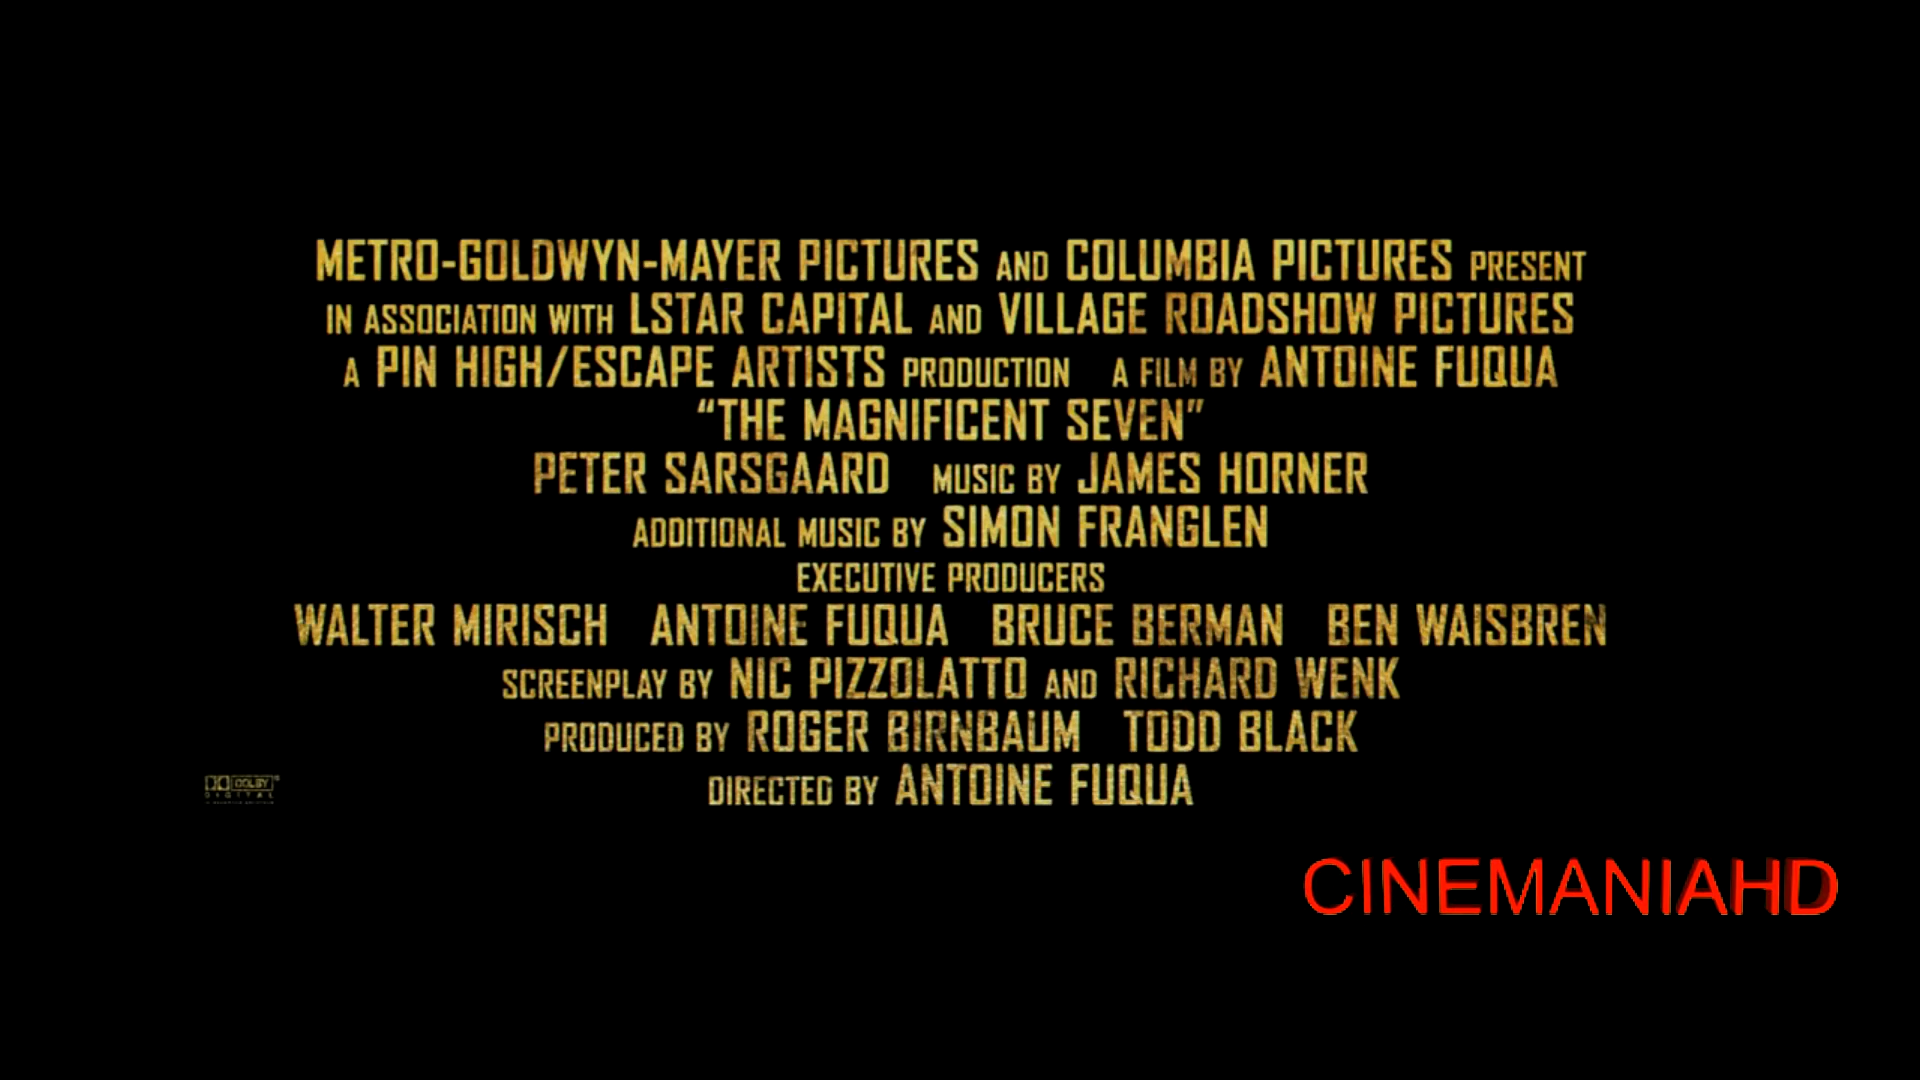 METRO-GOLDWYN-MAYER PICTURES AND COLUMBIA PICTURES PRESENT
IN ASSOCIATION WITH LSTAR CAPITAL AND VILLAGE ROADSHOW PICTURES
A PIN HIGH/ESCAPE ARTISTS PRODUCTION A FILM BY ANTOINE FUQUA
“THE MAGNIFICENT SEVEN”
PETER SARSGAARD MUSIC BY JAMES HORNER
ADDITIONAL MUSIC BY SIMON FRANGLEN
EXECUTIVE PRODUCERS
WALTER MIRISCH ANTOINE FUQUA BRUCE BERMAN BEN WAISBREN
SCREENPLAY BY NIC PIZZOLATTO AND RICHARD WENK
PRODUCED BY ROGER BIRNBAUM TODD BLACK
DIRECTED BY ANTOINE FUQUA
DOLBY
DIGITAL
CINEMANIAHD